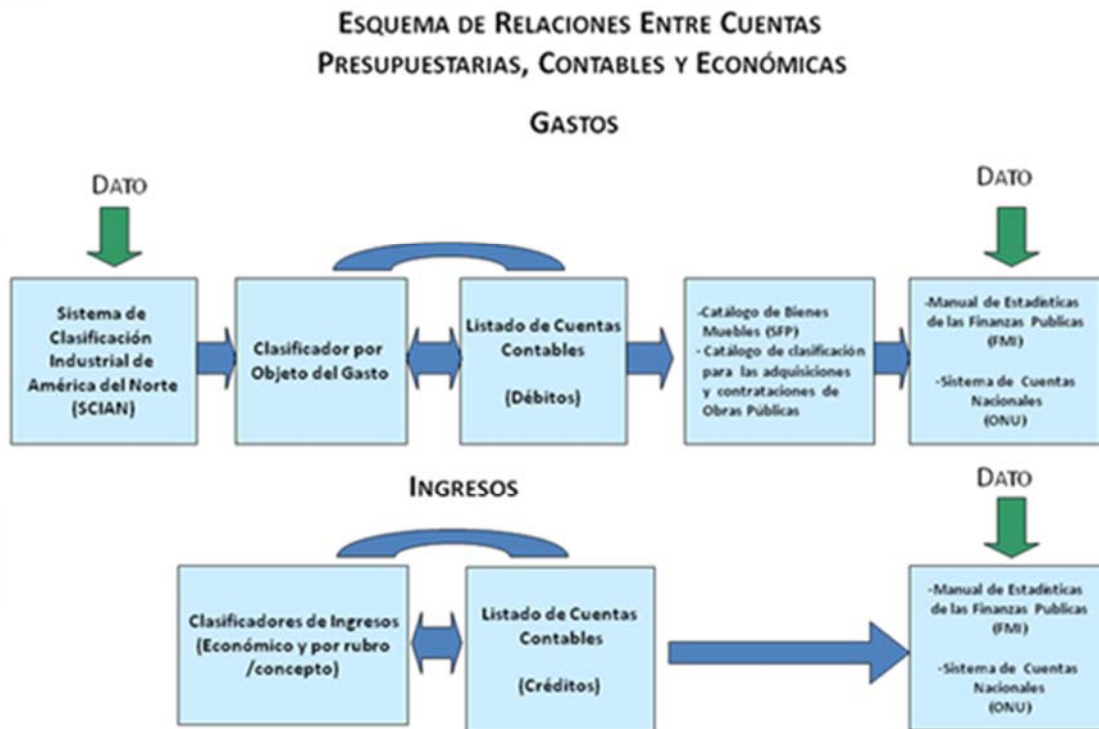 ESQUEMA DE RELACIONES ENTRE CUENTAS
PRESUPUESTARIAS, CONTABLES Y ECONÓMICAS
GASTOS
DATO
DATO
Sistema de
Clasificación
Industrial de
América del Norte
(SCIAN)
Clasificador por
Objeto del Gasto
Listado de Cuentas
Contables
(Débitos)
-Catálogo de Bienes
Muebles (SFP)
- Catálogo de clasificación
para las adquisiciones
y contrataciones de
Obras Públicas
-Manual de Estadísticas
de las Finanzas Publicas
(FMI)
-Sistema de Cuentas
Nacionales
(ONU)
INGRESOS
DATO
Clasificadores de Ingresos
(Económico y por rubro
/concepto)
Listado de Cuentas
Contables
(Créditos)
-Manual de Estadísticas
de las Finanzas Publicas
(FMI)
-Sistema de Cuentas
Nacionales
(ONU)